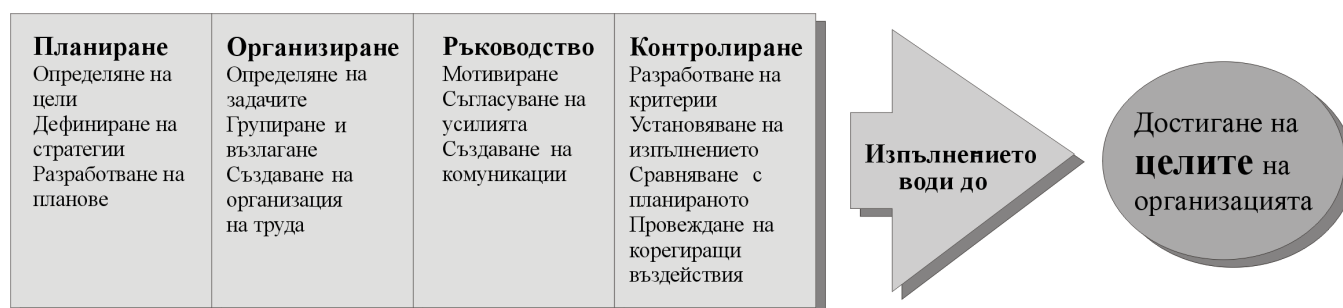 Планиране
Определяне на
цели
Дефиниране на
стратегии
Разработване на
планове
Организиране
Определяне на
задачите
Групиране и
възлагане
Създаване на
организация
на труда
Ръководство
Мотивиране
Съгласуване на
усилията
Създаване на
комуникации
Контролиране
Разработване на
критерии
Установяване на
изпълнението
Сравняване с
планираното
Провеждане на
корегиращи
въздействия
Изпълнението
води до
Достигане на
целите на
организацията